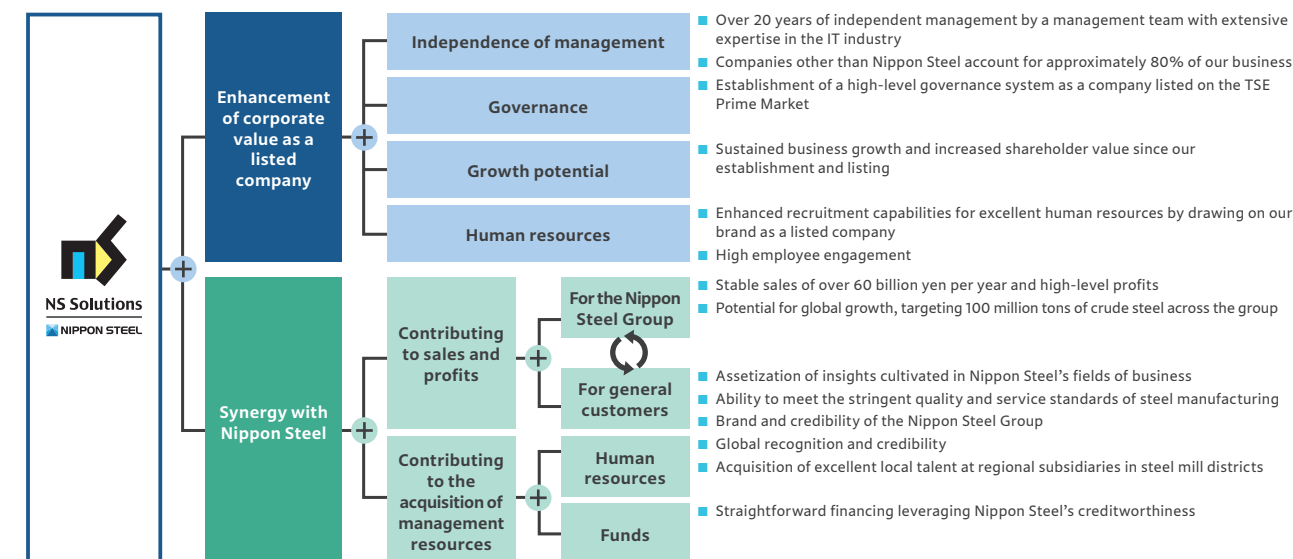 NS Solutions
NIPPON STEEL
Enhancement
of corporate
value as a
listed
company
Independence of management
Over 20 years of independent management by a management team with extensive
expertise in the IT industry
Companies other than Nippon Steel account for approximately 80% of our business
Governance
Establishment of a high-level governance system as a company listed on the TSE
Prime Market
Growth potential
Sustained business growth and increased shareholder value since our
establishment and listing
Human resources
Enhanced recruitment capabilities for excellent human resources by drawing on our
brand as a listed company
High employee engagement
Synergy with
Nippon Steel
Contributing
to sales and
profits
For the Nippon
Steel Group
Stable sales of over 60 billion yen per year and high-level profits
Potential for global growth, targeting 100 million tons of crude steel across the group
For general
customers
Assetization of insights cultivated in Nippon Steel’s fields of business
Ability to meet the stringent quality and service standards of steel manufacturing
Brand and credibility of the Nippon Steel Group
Contributing
to the
acquisition of
management
resources
Human
resources
Global recognition and credibility
Acquisition of excellent local talent at regional subsidiaries in steel mill districts
Funds
Straightforward financing leveraging Nippon Steel’s creditworthiness